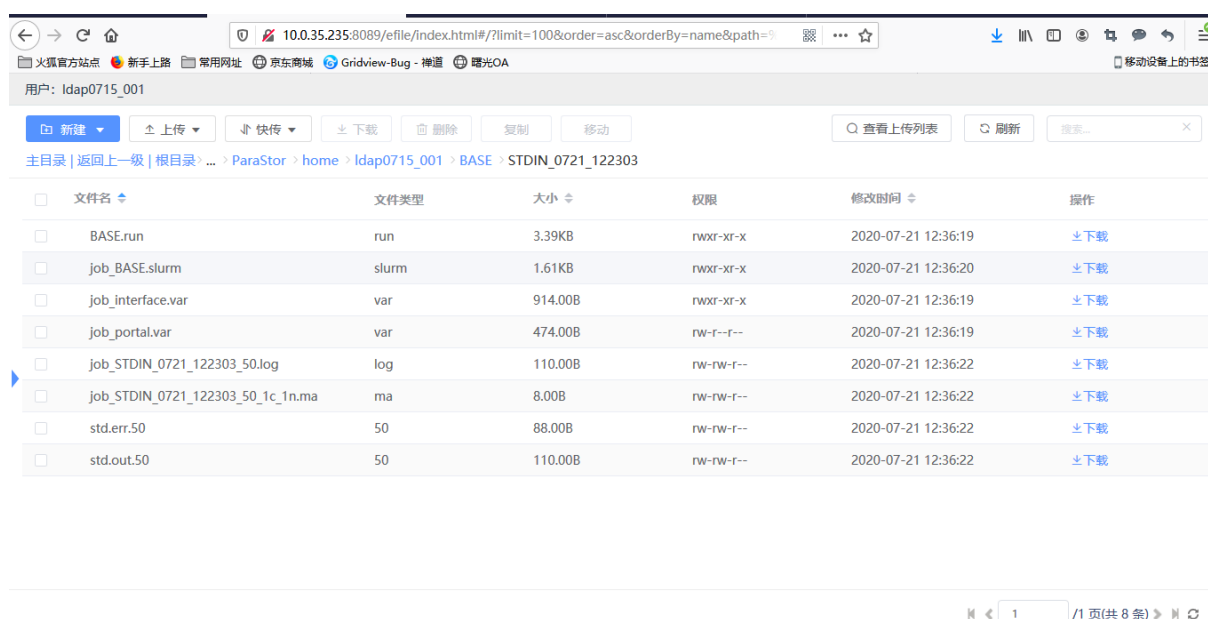 10.0.35.235:8089/efile/index.html#/?limit=100&order=asc&orderBy=name&path=%
火狐官方站点 新手上路 常用网址 京东商城 Gridview-Bug - 禅道 曙光OA 移动设备上的书签
用户: ldap0715_001
新建 上传 快传 下载 删除 复制 移动 查看上传列表 刷新 搜索...
主目录 | 返回上一级 | 根目录 > ... > ParaStor > home > ldap0715_001 > BASE > STDIN_0721_122303
文件名 文件类型 大小 权限 修改时间 操作
BASE.run run 3.39KB rwxr-xr-x 2020-07-21 12:36:19 下载
job_BASE.slurm slurm 1.61KB rwxr-xr-x 2020-07-21 12:36:20 下载
job_interface.var var 914.00B rwxr-xr-x 2020-07-21 12:36:19 下载
job_portal.var var 474.00B rw-r--r-- 2020-07-21 12:36:19 下载
job_STDIN_0721_122303_50.log log 110.00B rw-rw-r-- 2020-07-21 12:36:22 下载
job_STDIN_0721_122303_50_1c_1n.ma ma 8.00B rw-rw-r-- 2020-07-21 12:36:22 下载
std.err.50 50 88.00B rw-rw-r-- 2020-07-21 12:36:22 下载
std.out.50 50 110.00B rw-rw-r-- 2020-07-21 12:36:22 下载
1 /1 页(共 8 条)